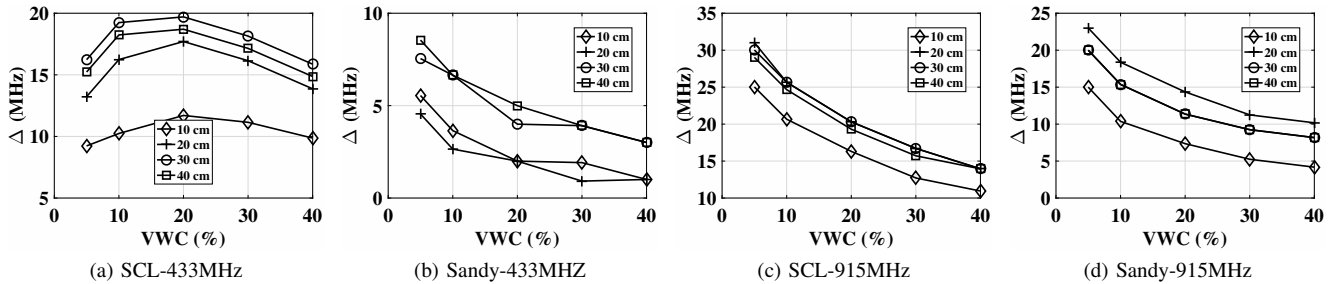 20
15
10
5
Δ (MHz)
0 10 20 30 40
VWC (%)
10 cm
20 cm
30 cm
40 cm
(a) SCL-433MHz
10
5
0
Δ (MHz)
0 10 20 30 40
VWC (%)
10 cm
20 cm
30 cm
40 cm
(b) Sandy-433MHZ
35
30
25
20
15
10
Δ (MHz)
0 10 20 30 40
VWC (%)
10 cm
20 cm
30 cm
40 cm
(c) SCL-915MHz
25
20
15
10
5
0
Δ (MHz)
0 10 20 30 40
VWC (%)
10 cm
20 cm
30 cm
40 cm
(d) Sandy-915MHz